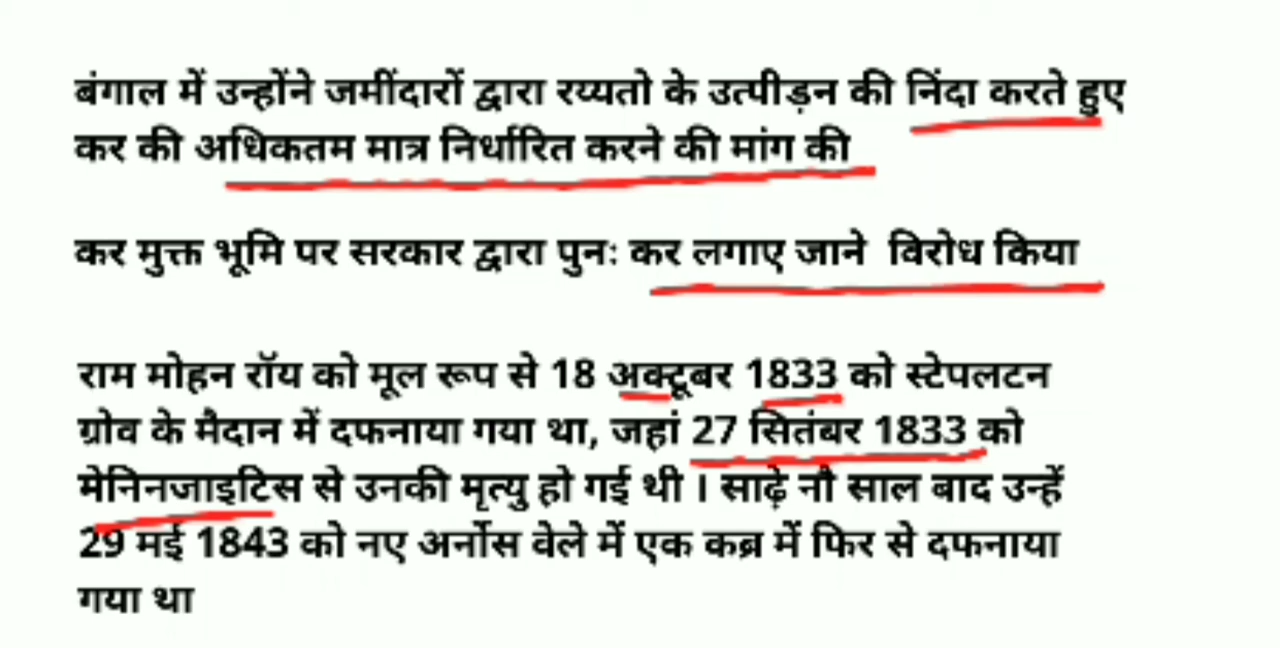 बंगाल में उन्होंने जमींदारों द्वारा रय्यतो के उत्पीड़न की निंदा करते हुए
कर की अधिकतम मात्र निर्धारित करने की मांग की
कर मुक्त भूमि पर सरकार द्वारा पुनः कर लगाए जाने विरोध किया
राम मोहन रॉय को मूल रूप से 18 अक्टूबर 1833 को स्टेपलटन
ग्रोव के मैदान में दफनाया गया था, जहां 27 सितंबर 1833 को
मेनिनजाइटिस से उनकी मृत्यु हो गई थी । साढ़े नौ साल बाद उन्हें
29 मई 1843 को नए अर्नोस वेले में एक कब्र में फिर से दफनाया
गया था